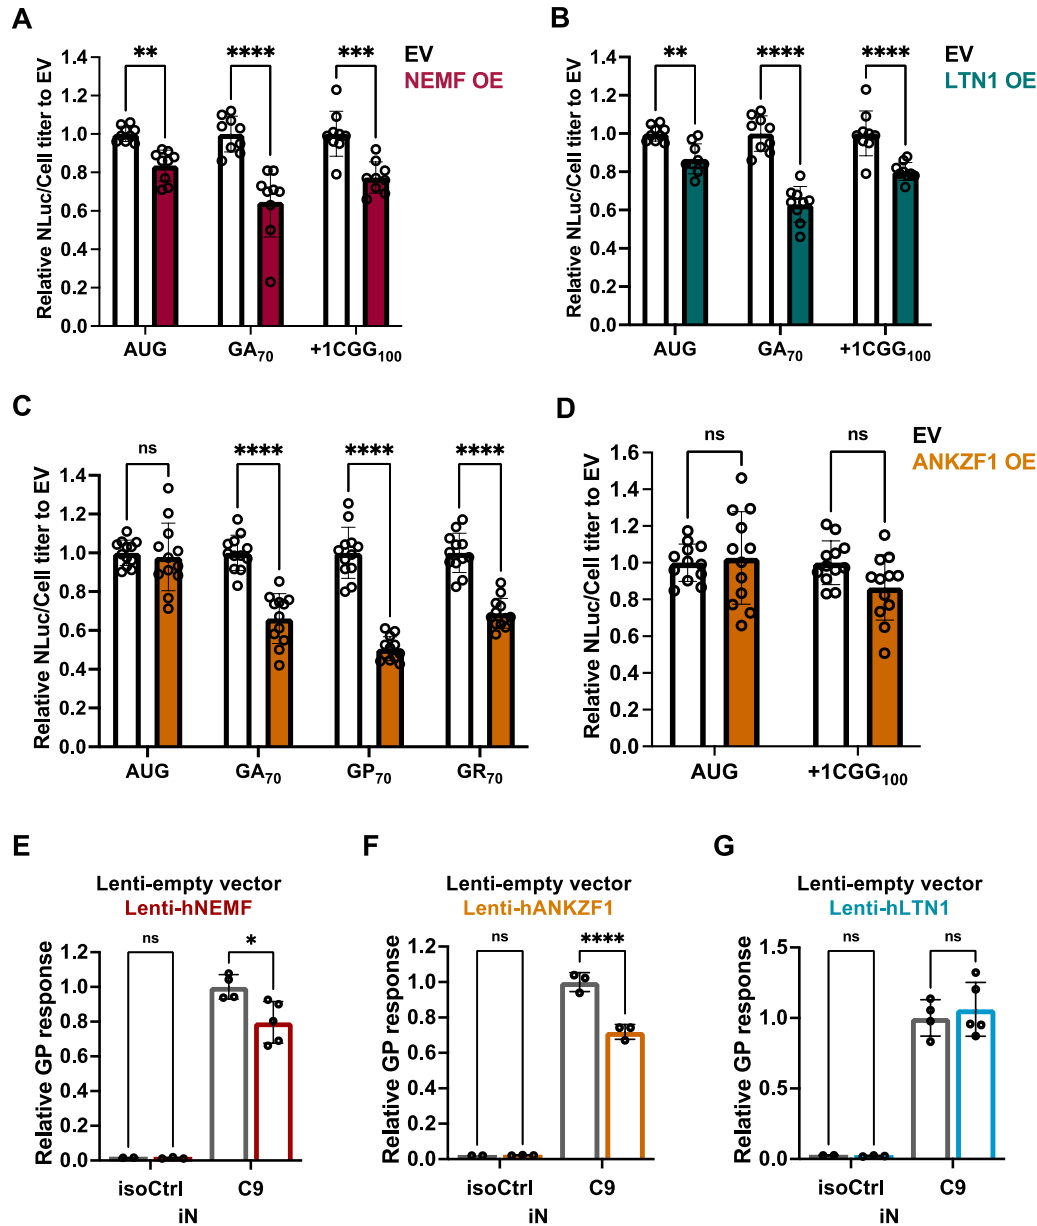 A
EV
NEMF OE
Relative NLuc/Cell titer to EV
1.4
1.2
1.0
0.8
0.6
0.4
0.2
0.0
** **** ***
AUG GA70 +1CGG100
B
EV
LTN1 OE
Relative NLuc/Cell titer to EV
1.4
1.2
1.0
0.8
0.6
0.4
0.2
0.0
** **** ****
AUG GA70 +1CGG100
C
Relative NLuc/Cell titer to EV
1.4
1.2
1.0
0.8
0.6
0.4
0.2
0.0
ns **** **** ****
AUG GA70 GP70 GR70
D
EV
ANKZF1 OE
Relative NLuc/Cell titer to EV
1.6
1.4
1.2
1.0
0.8
0.6
0.4
0.2
0.0
ns ns
AUG +1CGG100
E
Lenti-empty vector
Lenti-hNEMF
Relative GP response
1.2
1.0
0.8
0.6
0.4
0.2
0.0
ns *
isoCtrl C9
iN
F
Lenti-empty vector
Lenti-hANKZF1
Relative GP response
1.2
1.0
0.8
0.6
0.4
0.2
0.0
ns ****
isoCtrl C9
iN
G
Lenti-empty vector
Lenti-hLTN1
Relative GP response
1.5
1.0
0.5
0.0
ns ns
isoCtrl C9
iN